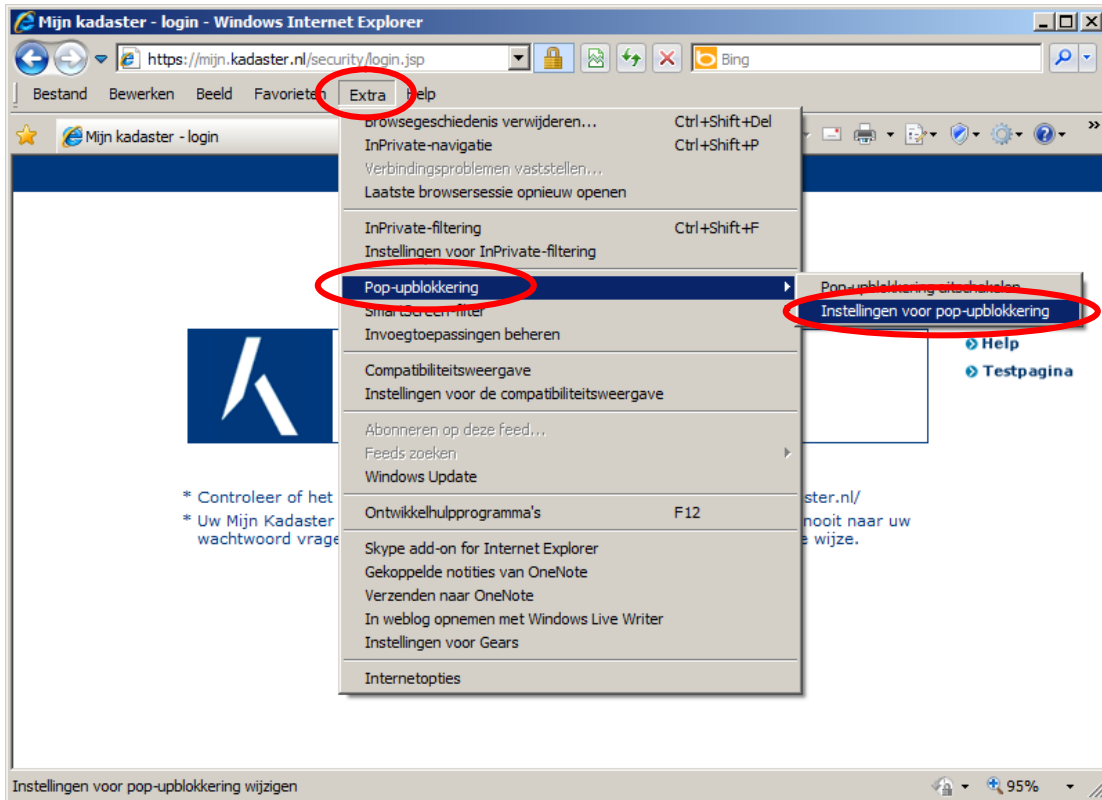 Mijn kadaster - login - Windows Internet Explorer
https://mijn.kadaster.nl/security/login.jsp
Bing
Bestand Bewerken Beeld Favorieten Extra Help
Mijn kadaster - login
Browsegeschiedenis verwijderen... Ctrl+Shift+Del
InPrivate-navigatie Ctrl+Shift+P
Verbindingsproblemen vaststellen...
Laatste browsersessie opnieuw openen
InPrivate-filtering Ctrl+Shift+F
Instellingen voor InPrivate-filtering
Pop-upblokkering
SmartScreen-filter
Invoegtoepassingen beheren
Compatibiliteitsweergave
Instellingen voor de compatibiliteitsweergave
Abonneren op deze feed...
Feeds zoeken
Windows Update
Ontwikkelhulpprogramma's F12
Skype add-on for Internet Explorer
Gekoppelde notities van OneNote
Verzenden naar OneNote
In weblog opnemen met Windows Live Writer
Instellingen voor Gears
Internetopties
Pop-upblokkering uitschakelen
Instellingen voor pop-upblokkering
Help
Testpagina
* Controleer of het ster.nl/
* Uw Mijn Kadaster nooit naar uw
wachtwoord vrage e wijze.
Instellingen voor pop-upblokkering wijzigen
95%